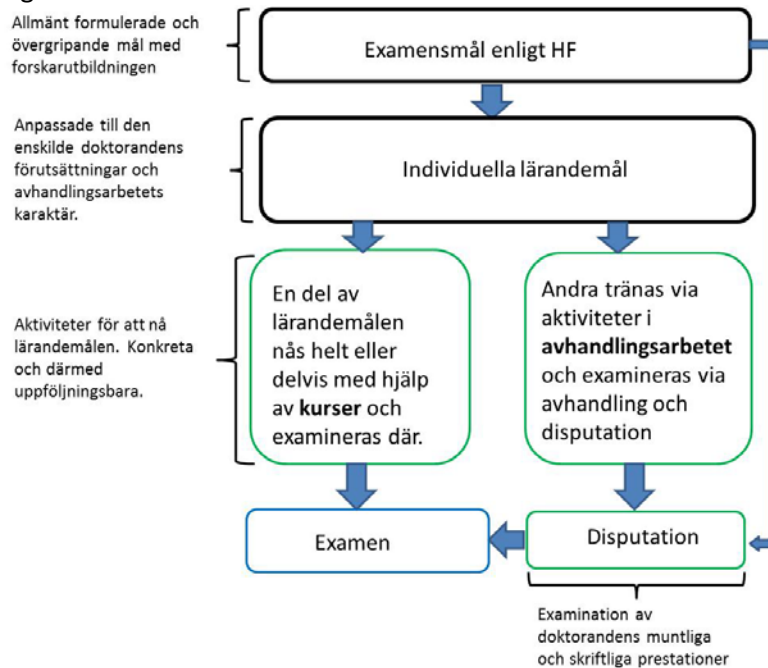 Allmänt formulerade och
övergripande mål med
forskarutbildningen
Examensmål enligt HF
Anpassade till den
enskilde doktorandens
förutsättningar och
avhandlingsarbetets
karaktär.
Individuella lärandemål
Aktiviteter för att nå
lärandemålen. Konkreta
och därmed
uppföljningsbara.
En del av
lärandemålen
nås helt eller
delvis med hjälp
av kurser och
examineras där.
Andra tränas via
aktiviteter i
avhandlingsarbetet
och examineras via
avhandling och
disputation
Examen
Disputation
Examination av
doktorandens muntliga
och skriftliga prestationer